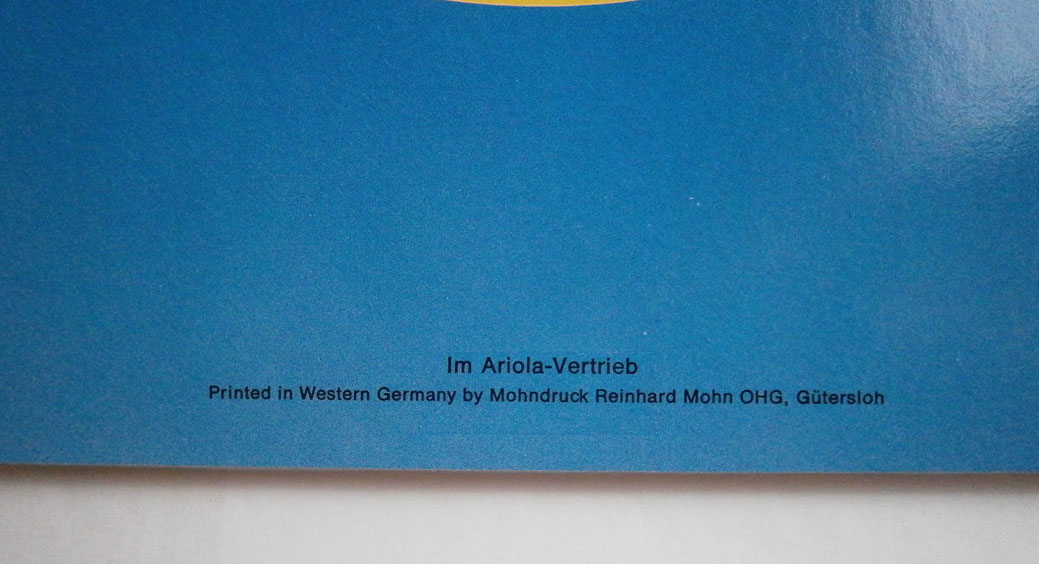 Im Ariola-Vertrieb
Printed in Western Germany by Mohndruck Reinhard Mohn OHG, Gütersloh